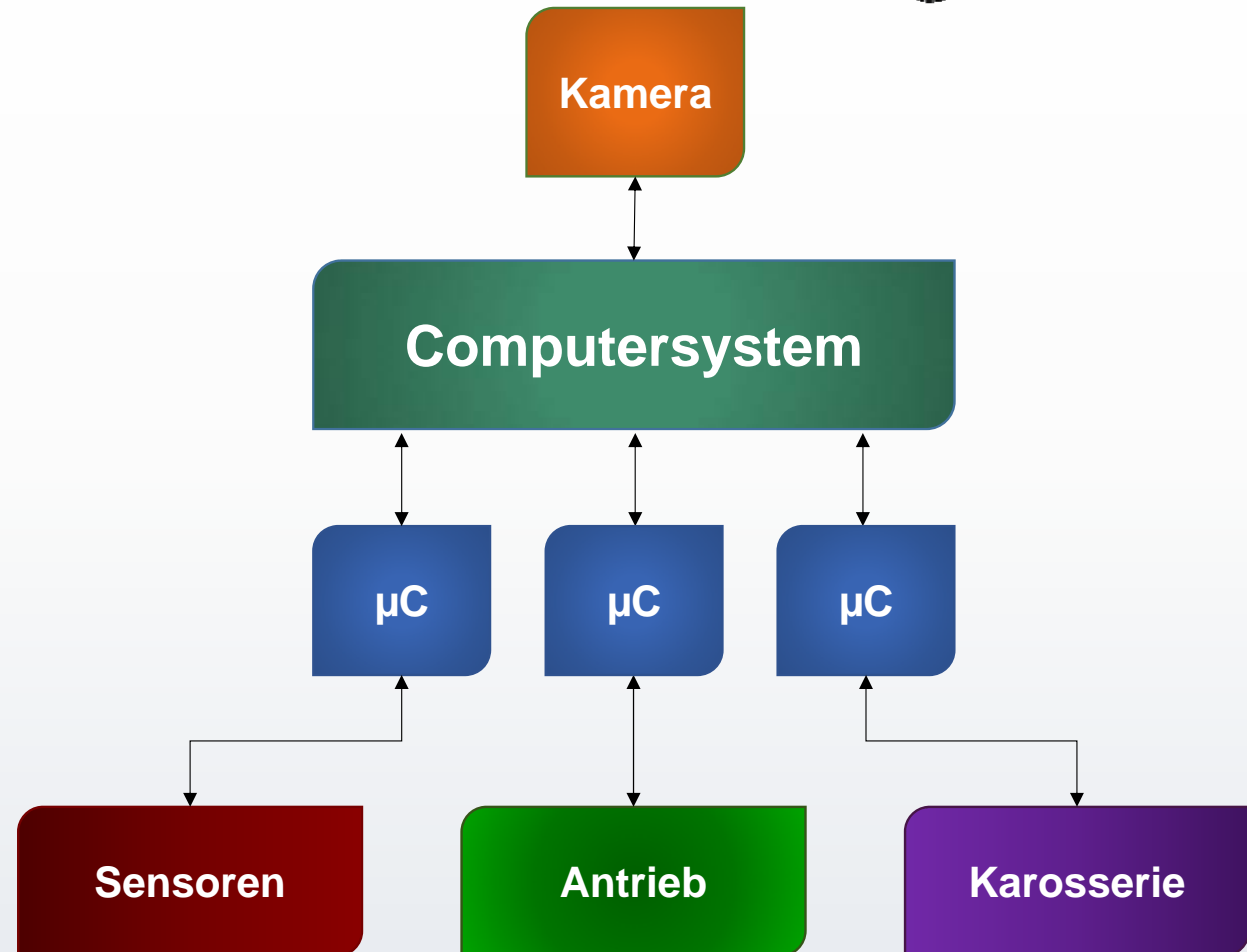 Kamera
Computersystem
µC
µC
µC
Sensoren
Antrieb
Karosserie